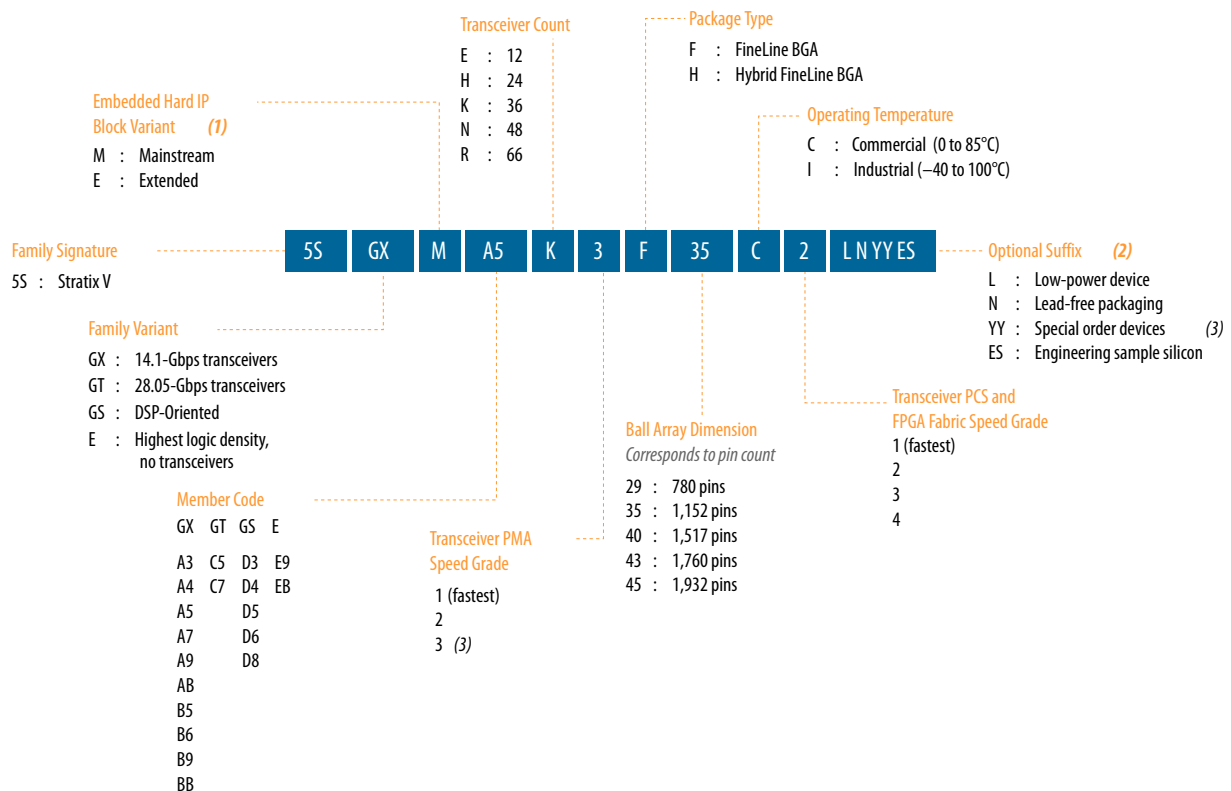 Transceiver Count
E : 12
H : 24
K : 36
N : 48
R : 66
Package Type
F : FineLine BGA
H : Hybrid FineLine BGA
Embedded Hard IP
Block Variant (1)
M : Mainstream
E : Extended
Operating Temperature
C : Commercial (0 to 85°C)
I : Industrial (–40 to 100°C)
Family Signature
5S : Stratix V
5S GX M A5 K 3 F 35 C 2 L N YY ES
Optional Suffix (2)
L : Low-power device
N : Lead-free packaging
YY : Special order devices (3)
ES : Engineering sample silicon
Family Variant
GX : 14.1-Gbps transceivers
GT : 28.05-Gbps transceivers
GS : DSP-Oriented
E : Highest logic density,
no transceivers
Member Code
GX GT GS E
A3 C5 D3 E9
A4 C7 D4 EB
A5 D5
A7 D6
A9 D8
AB
B5
B6
B9
BB
Transceiver PMA
Speed Grade
1 (fastest)
2
3 (3)
Ball Array Dimension
Corresponds to pin count
29 : 780 pins
35 : 1,152 pins
40 : 1,517 pins
43 : 1,760 pins
45 : 1,932 pins
Transceiver PCS and
FPGA Fabric Speed Grade
1 (fastest)
2
3
4